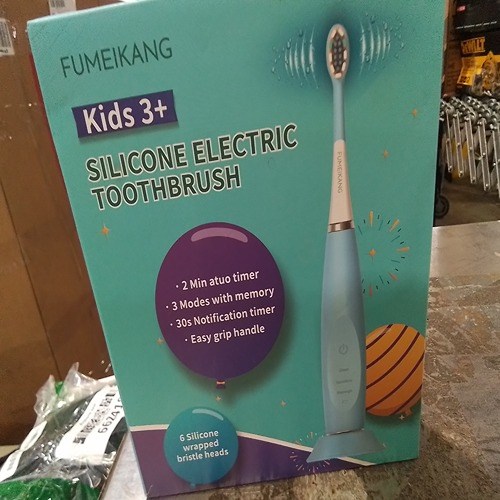 FUMEIKANG
Kids 3+
SILICONE ELECTRIC
TOOTHBRUSH
· 2 Min atuo timer
· 3 Modes with memory
· 30s Notification timer
· Easy grip handle
6 Silicone
wrapped
bristle heads
FUMEIKANG
DEWALT